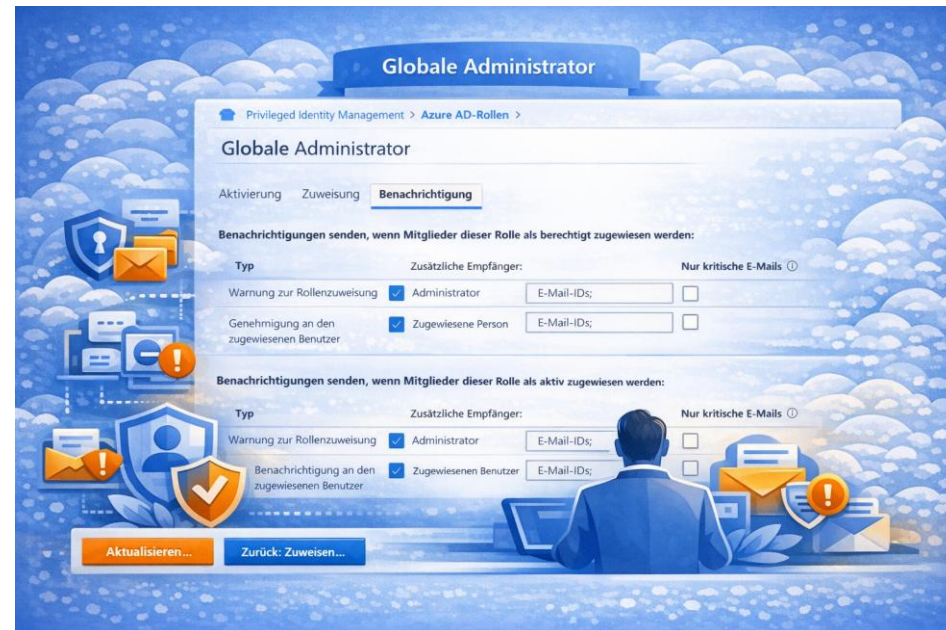 Globale Administrator
Privileged Identity Management > Azure AD-Rollen >
Globale Administrator
Aktivierung Zuweisung Benachrichtigung
Benachrichtigungen senden, wenn Mitglieder dieser Rolle als berechtigt zugewiesen werden:
Typ Zusätzliche Empfänger: Nur kritische E-Mails ⓘ
Warnung zur Rollenzuweisung Administrator E-Mail-IDs;
Genehmigung an den zugewiesenen Benutzer Zugewiesene Person E-Mail-IDs;
Benachrichtigungen senden, wenn Mitglieder dieser Rolle als aktiv zugewiesen werden:
Typ Zusätzliche Empfänger: Nur kritische E-Mails ⓘ
Warnung zur Rollenzuweisung Administrator E-Mail-IDs;
Benachrichtigung an den zugewiesenen Benutzer Zugewiesenen Benutzer E-Mail-IDs;
Aktualisieren... Zurück: Zuweisen...